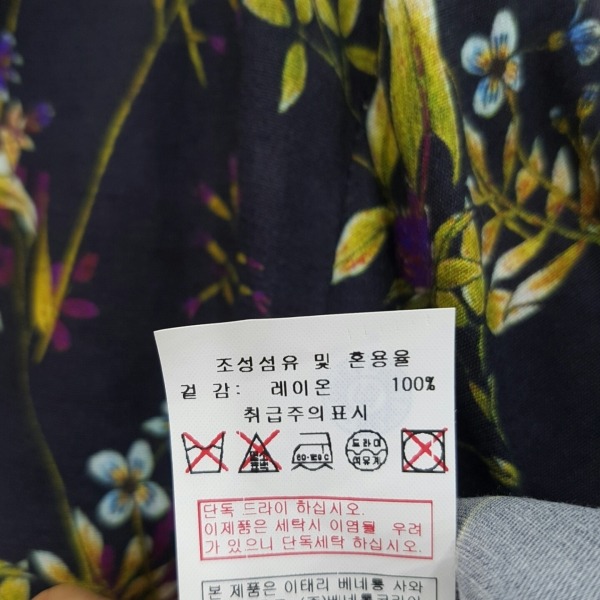 조성섬유 및 혼용율
겉 감: 레이온 100%
취급주의표시
드라이
석유계
단독 드라이 하십시오.
이제품은 세탁시 이염될 우려
가 있으니 단독세탁 하십시오.
본 제품은 이태리 베네통 사와